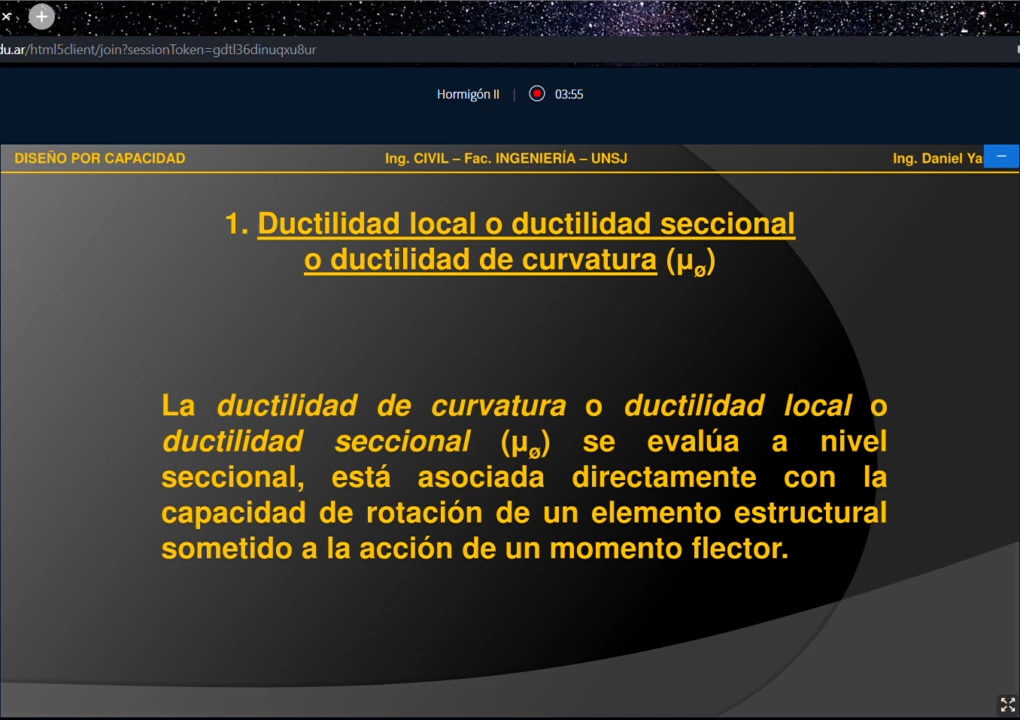 du.ar/html5client/join?sessionToken=gdtl36dinuqxu8ur
Hormigón II | 03:55
DISEÑO POR CAPACIDAD Ing. CIVIL – Fac. INGENIERÍA – UNSJ Ing. Daniel Ya
1. Ductilidad local o ductilidad seccional
o ductilidad de curvatura (μø)
La ductilidad de curvatura o ductilidad local o
ductilidad seccional (μø) se evalúa a nivel
seccional, está asociada directamente con la
capacidad de rotación de un elemento estructural
sometido a la acción de un momento flector.